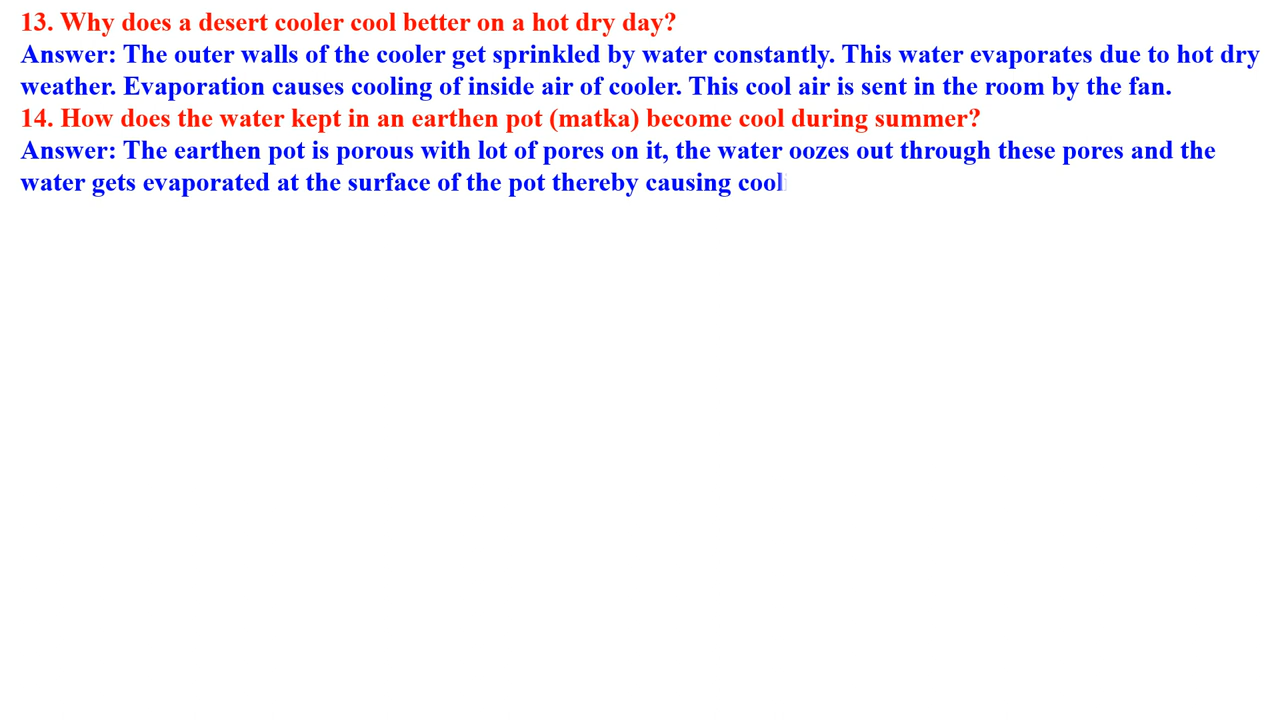 13. Why does a desert cooler cool better on a hot dry day?
Answer: The outer walls of the cooler get sprinkled by water constantly. This water evaporates due to hot dry
weather. Evaporation causes cooling of inside air of cooler. This cool air is sent in the room by the fan.
14. How does the water kept in an earthen pot (matka) become cool during summer?
Answer: The earthen pot is porous with lot of pores on it, the water oozes out through these pores and the
water gets evaporated at the surface of the pot thereby causing cooli